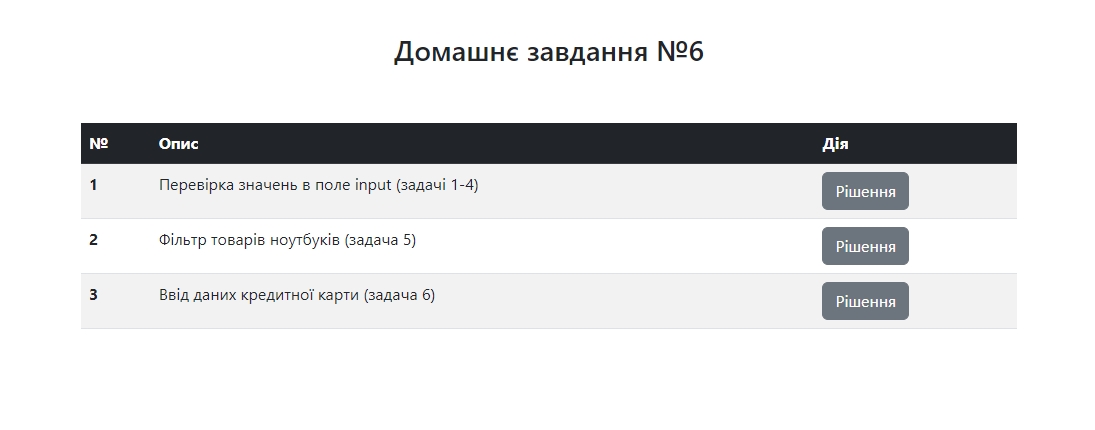 Домашнє завдання №6
№ Опис Дія
1 Перевірка значень в поле input (задачі 1-4) Рішення
2 Фільтр товарів ноутбуків (задача 5) Рішення
3 Ввід даних кредитної карти (задача 6) Рішення